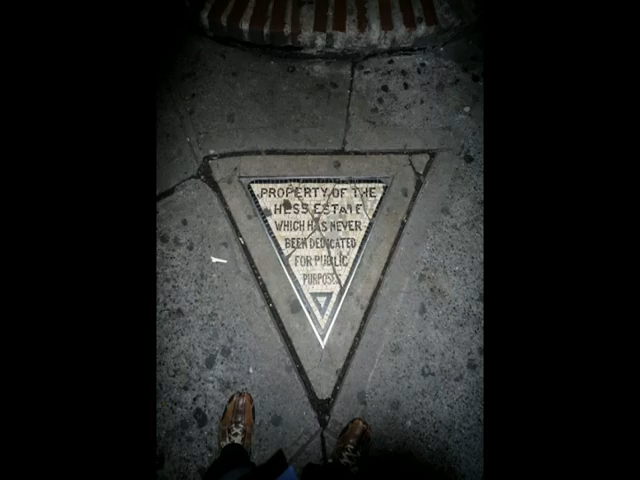 PROPERTY OF THE
HESS ESTATE
WHICH HAS NEVER
BEEN DEDICATED
FOR PUBLIC
PURPOSES